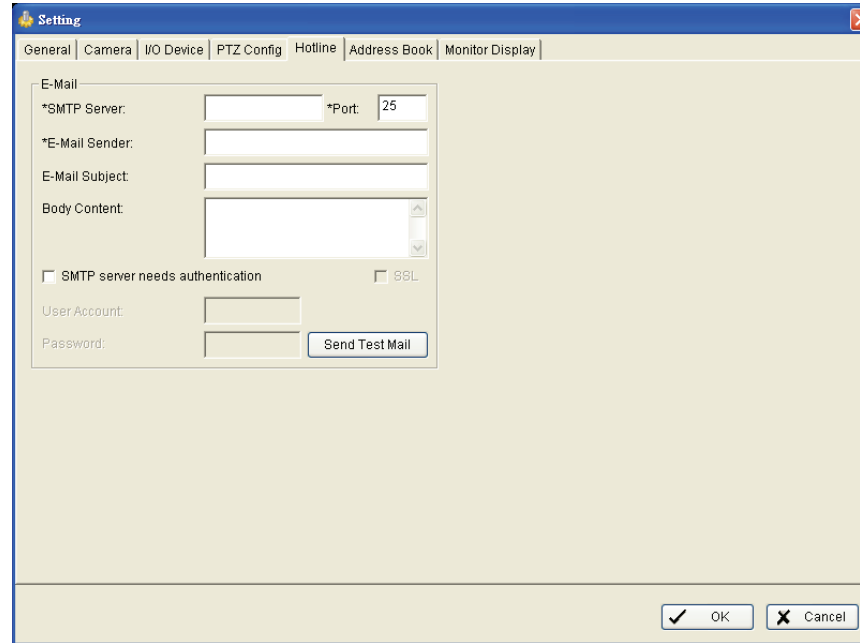 Setting
General Camera I/O Device PTZ Config Hotline Address Book Monitor Display
E-Mail
*SMTP Server: *Port: 25
*E-Mail Sender:
E-Mail Subject:
Body Content:
SMTP server needs authentication SSL
User Account:
Password: Send Test Mail
OK Cancel